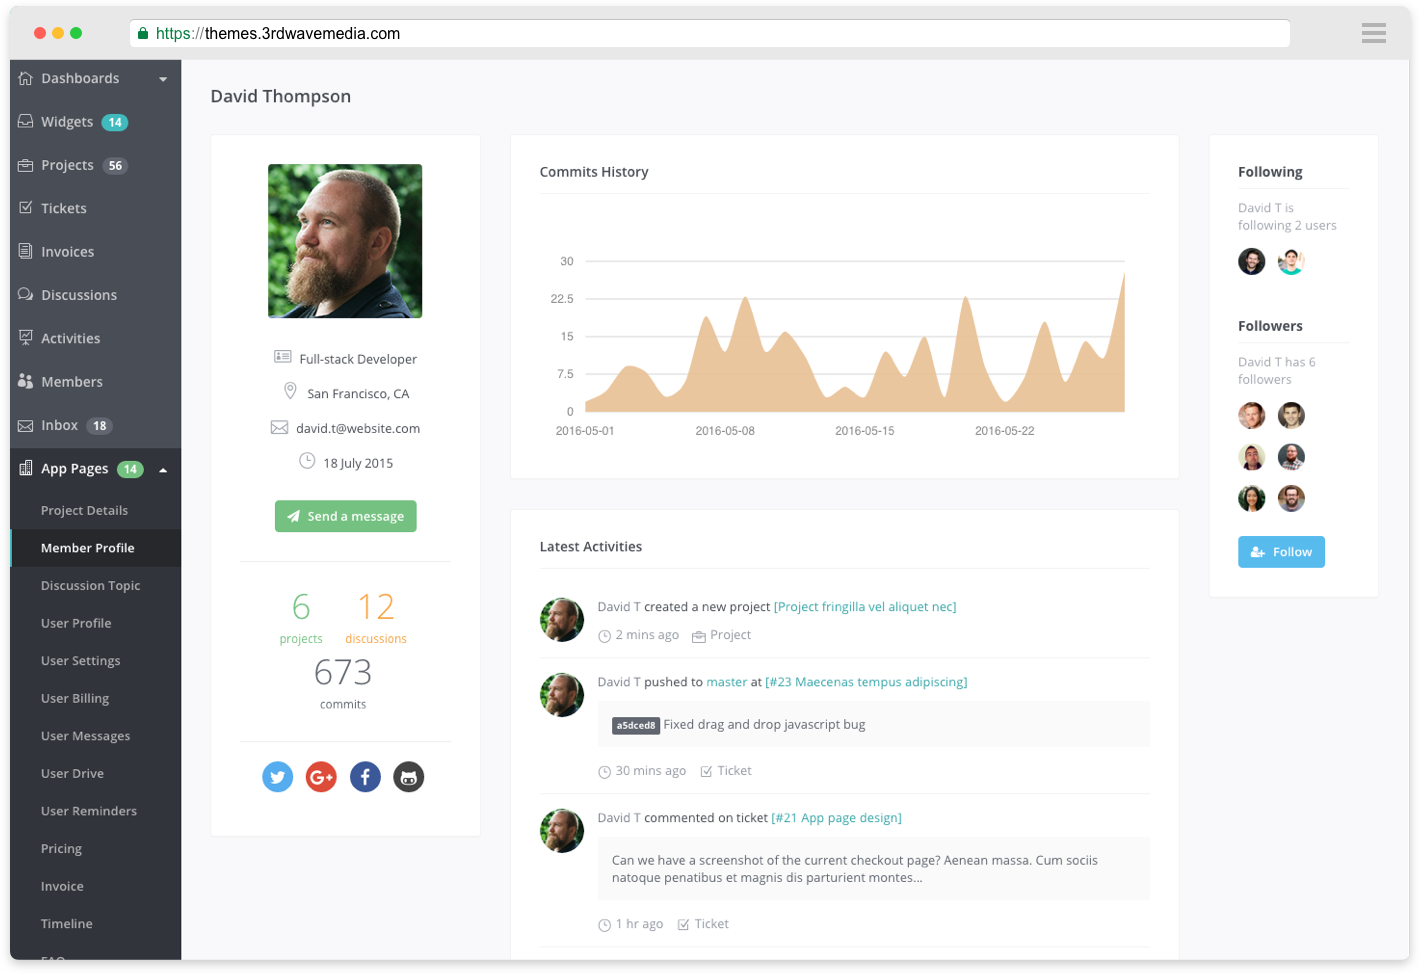 https://themes.3rdwavemedia.com
Dashboards
Widgets 14
Projects 56
Tickets
Invoices
Discussions
Activities
Members
Inbox 18
App Pages 14
Project Details
Member Profile
Discussion Topic
User Profile
User Settings
User Billing
User Messages
User Drive
User Reminders
Pricing
Invoice
Timeline
FAQ
David Thompson
Full-stack Developer
San Francisco, CA
david.t@website.com
18 July 2015
Send a message
6 12
projects discussions
673
commits
Commits History
30
22.5
15
7.5
0
2016-05-01 2016-05-08 2016-05-15 2016-05-22
Latest Activities
David T created a new project [Project fringilla vel aliquet nec]
2 mins ago Project
David T pushed to master at [#23 Maecenas tempus adipiscing]
a5dced8 Fixed drag and drop javascript bug
30 mins ago Ticket
David T commented on ticket [#21 App page design]
Can we have a screenshot of the current checkout page? Aenean massa. Cum sociis
natoque penatibus et magnis dis parturient montes...
1 hr ago Ticket
Following
David T is
following 2 users
Followers
David T has 6
followers
Follow